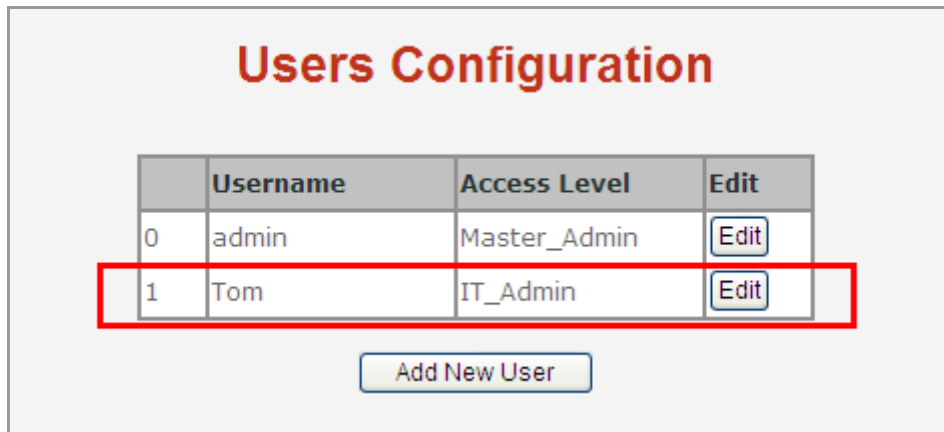 Users Configuration
Username Access Level Edit
0 admin Master_Admin Edit
1 Tom IT_Admin Edit
Add New User